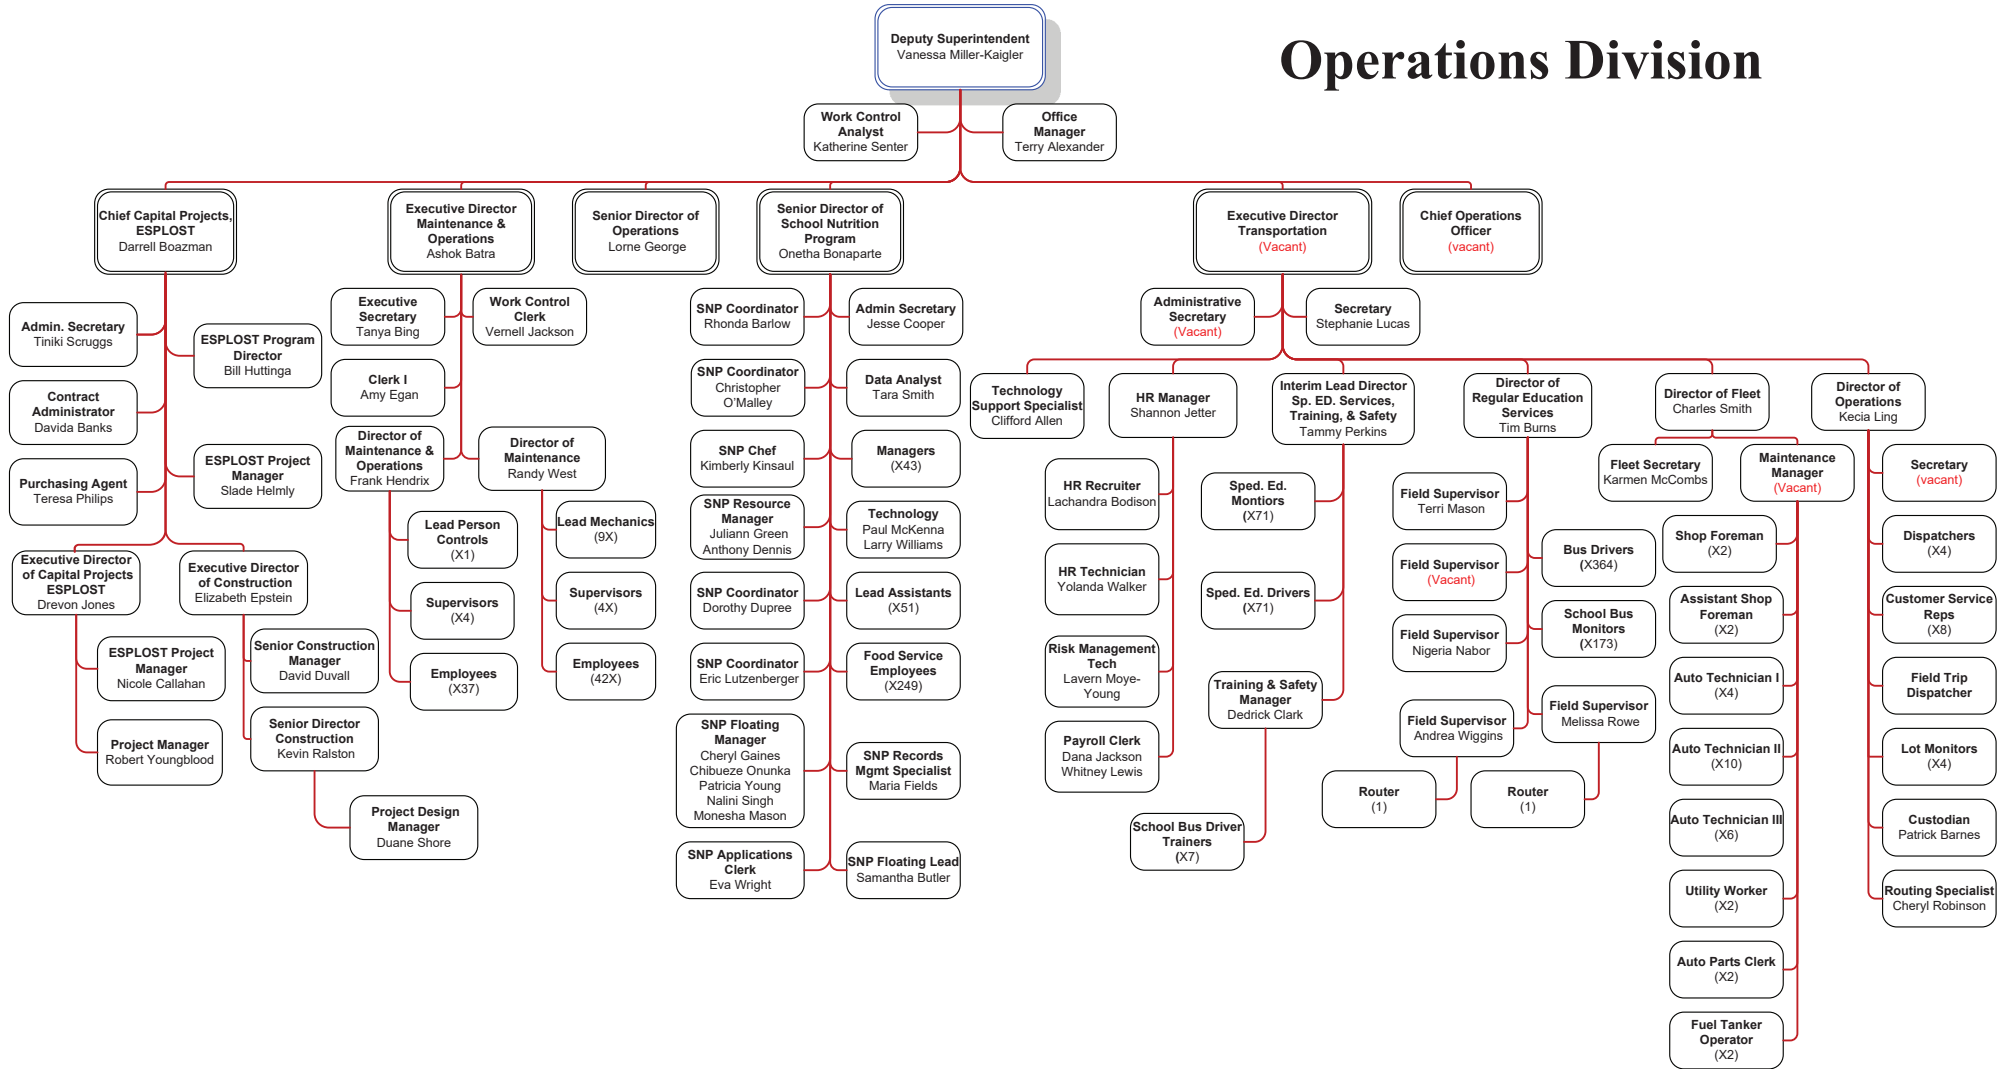 Operations Division
Deputy Superintendent
Vanessa Miller-Kaigler
Work Control
Analyst
Katherine Senter
Office
Manager
Terry Alexander
Chief Capital Projects,
ESPLOST
Darrell Boazman
Executive Director
Maintenance &
Operations
Ashok Batra
Senior Director of
Operations
Lorne George
Senior Director of
School Nutrition
Program
Onetha Bonaparte
Executive Director
Transportation
(Vacant)
Chief Operations
Officer
(vacant)
Admin. Secretary
Tiniki Scruggs
ESPLOST Program
Director
Bill Huttinga
Contract
Administrator
Davida Banks
ESPLOST Project
Manager
Slade Helmly
Purchasing Agent
Teresa Philips
Executive Director
of Capital Projects
ESPLOST
Drevon Jones
Executive Director
of Construction
Elizabeth Epstein
ESPLOST Project
Manager
Nicole Callahan
Project Manager
Robert Youngblood
Senior Construction
Manager
David Duvall
Senior Director
Construction
Kevin Ralston
Project Design
Manager
Duane Shore
Executive
Secretary
Tanya Bing
Work Control
Clerk
Vernell Jackson
Clerk I
Amy Egan
Director of
Maintenance &
Operations
Frank Hendrix
Director of
Maintenance
Randy West
Lead Person
Controls
(X1)
Supervisors
(X4)
Employees
(X37)
Lead Mechanics
(9X)
Supervisors
(4X)
Employees
(42X)
SNP Coordinator
Rhonda Barlow
Admin Secretary
Jesse Cooper
SNP Coordinator
Christopher
O’Malley
Data Analyst
Tara Smith
SNP Chef
Kimberly Kinsaul
Managers
(X43)
SNP Resource
Manager
Juliann Green
Anthony Dennis
Technology
Paul McKenna
Larry Williams
SNP Coordinator
Dorothy Dupree
Lead Assistants
(X51)
SNP Coordinator
Eric Lutzenberger
Food Service
Employees
(X249)
SNP Floating
Manager
Cheryl Gaines
Chibueze Onunka
Patricia Young
Nalini Singh
Monesha Mason
SNP Records
Mgmt Specialist
Maria Fields
SNP Applications
Clerk
Eva Wright
SNP Floating Lead
Samantha Butler
Administrative
Secretary
(Vacant)
Secretary
Stephanie Lucas
Technology
Support Specialist
Clifford Allen
HR Manager
Shannon Jetter
Interim Lead Director
Sp. ED. Services,
Training, & Safety
Tammy Perkins
Director of
Regular Education
Services
Tim Burns
Director of Fleet
Charles Smith
Director of
Operations
Kecia Ling
HR Recruiter
Lachandra Bodison
HR Technician
Yolanda Walker
Risk Management
Tech
Lavern Moye-
Young
Payroll Clerk
Dana Jackson
Whitney Lewis
Sped. Ed.
Montiors
(X71)
Sped. Ed. Drivers
(X71)
Training & Safety
Manager
Dedrick Clark
School Bus Driver
Trainers
(X7)
Field Supervisor
Terri Mason
Bus Drivers
(X364)
Field Supervisor
(Vacant)
School Bus
Monitors
(X173)
Field Supervisor
Nigeria Nabor
Field Supervisor
Melissa Rowe
Field Supervisor
Andrea Wiggins
Router
(1)
Router
(1)
Fleet Secretary
Karmen McCombs
Maintenance
Manager
(Vacant)
Shop Foreman
(X2)
Assistant Shop
Foreman
(X2)
Auto Technician I
(X4)
Auto Technician II
(X10)
Auto Technician III
(X6)
Utility Worker
(X2)
Auto Parts Clerk
(X2)
Fuel Tanker
Operator
(X2)
Secretary
(vacant)
Dispatchers
(X4)
Customer Service
Reps
(X8)
Field Trip
Dispatcher
Lot Monitors
(X4)
Custodian
Patrick Barnes
Routing Specialist
Cheryl Robinson